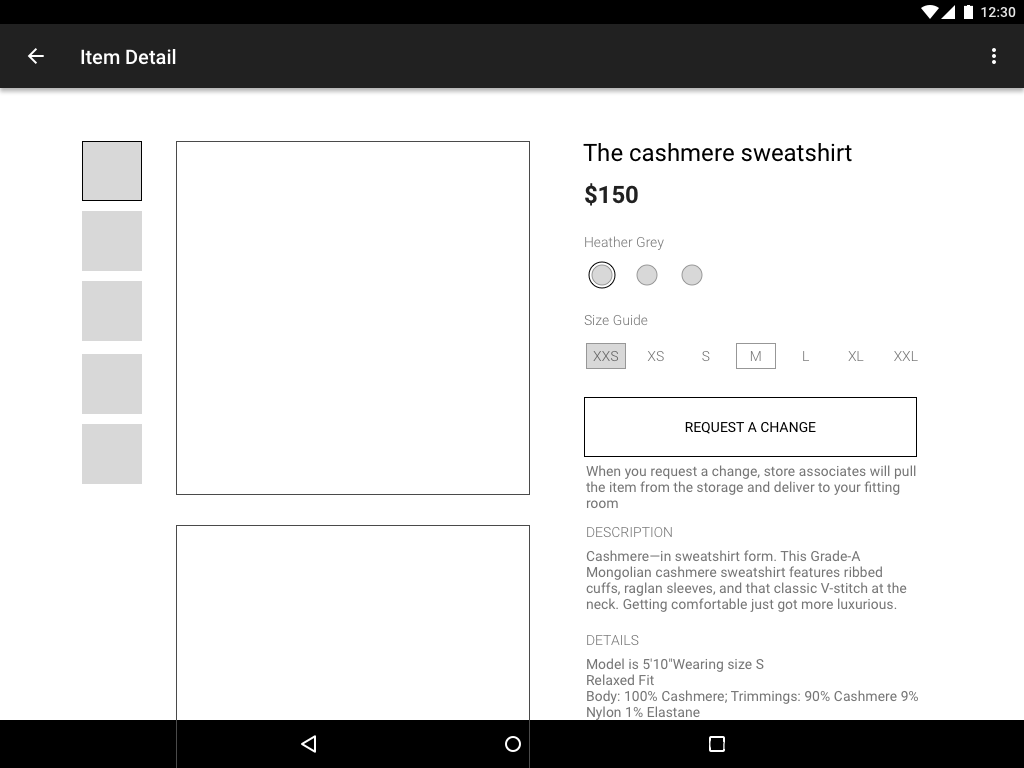 12:30
Item Detail
The cashmere sweatshirt
$150
Heather Grey
Size Guide
XXS XS S M L XL XXL
REQUEST A CHANGE
When you request a change, store associates will pull
the item from the storage and deliver to your fitting
room
DESCRIPTION
Cashmere—in sweatshirt form. This Grade-A
Mongolian cashmere sweatshirt features ribbed
cuffs, raglan sleeves, and that classic V-stitch at the
neck. Getting comfortable just got more luxurious.
DETAILS
Model is 5'10"Wearing size S
Relaxed Fit
Body: 100% Cashmere; Trimmings: 90% Cashmere 9%
Nylon 1% Elastane